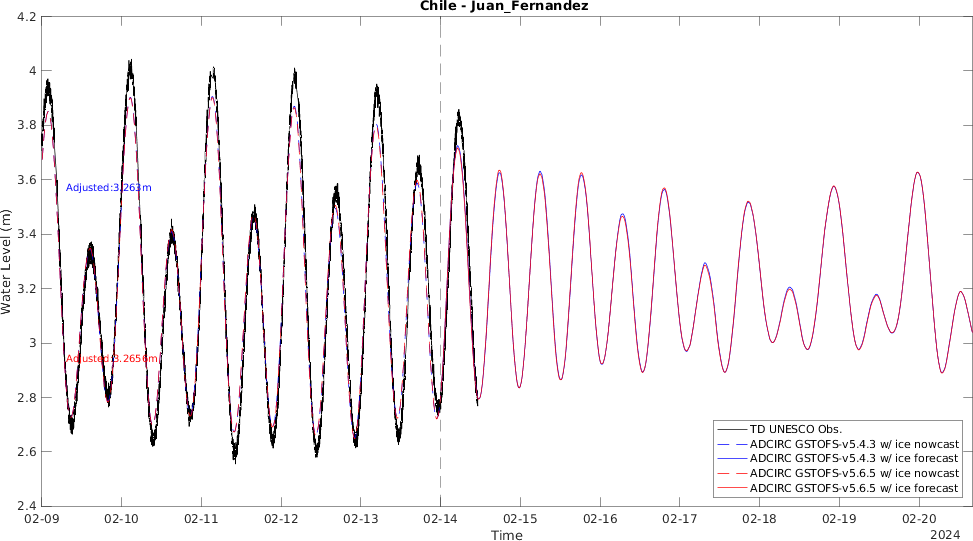 Chile - Juan_Fernandez
Water Level (m)
4.2
4
3.8
3.6
3.4
3.2
3
2.8
2.6
2.4
Adjusted:3.263m
Adjusted:3.2656m
TD UNESCO Obs.
ADCIRC GSTOFS-v5.4.3 w/ ice nowcast
ADCIRC GSTOFS-v5.4.3 w/ ice forecast
ADCIRC GSTOFS-v5.6.5 w/ ice nowcast
ADCIRC GSTOFS-v5.6.5 w/ ice forecast
02-09 02-10 02-11 02-12 02-13 02-14 02-15 02-16 02-17 02-18 02-19 02-20
Time
2024